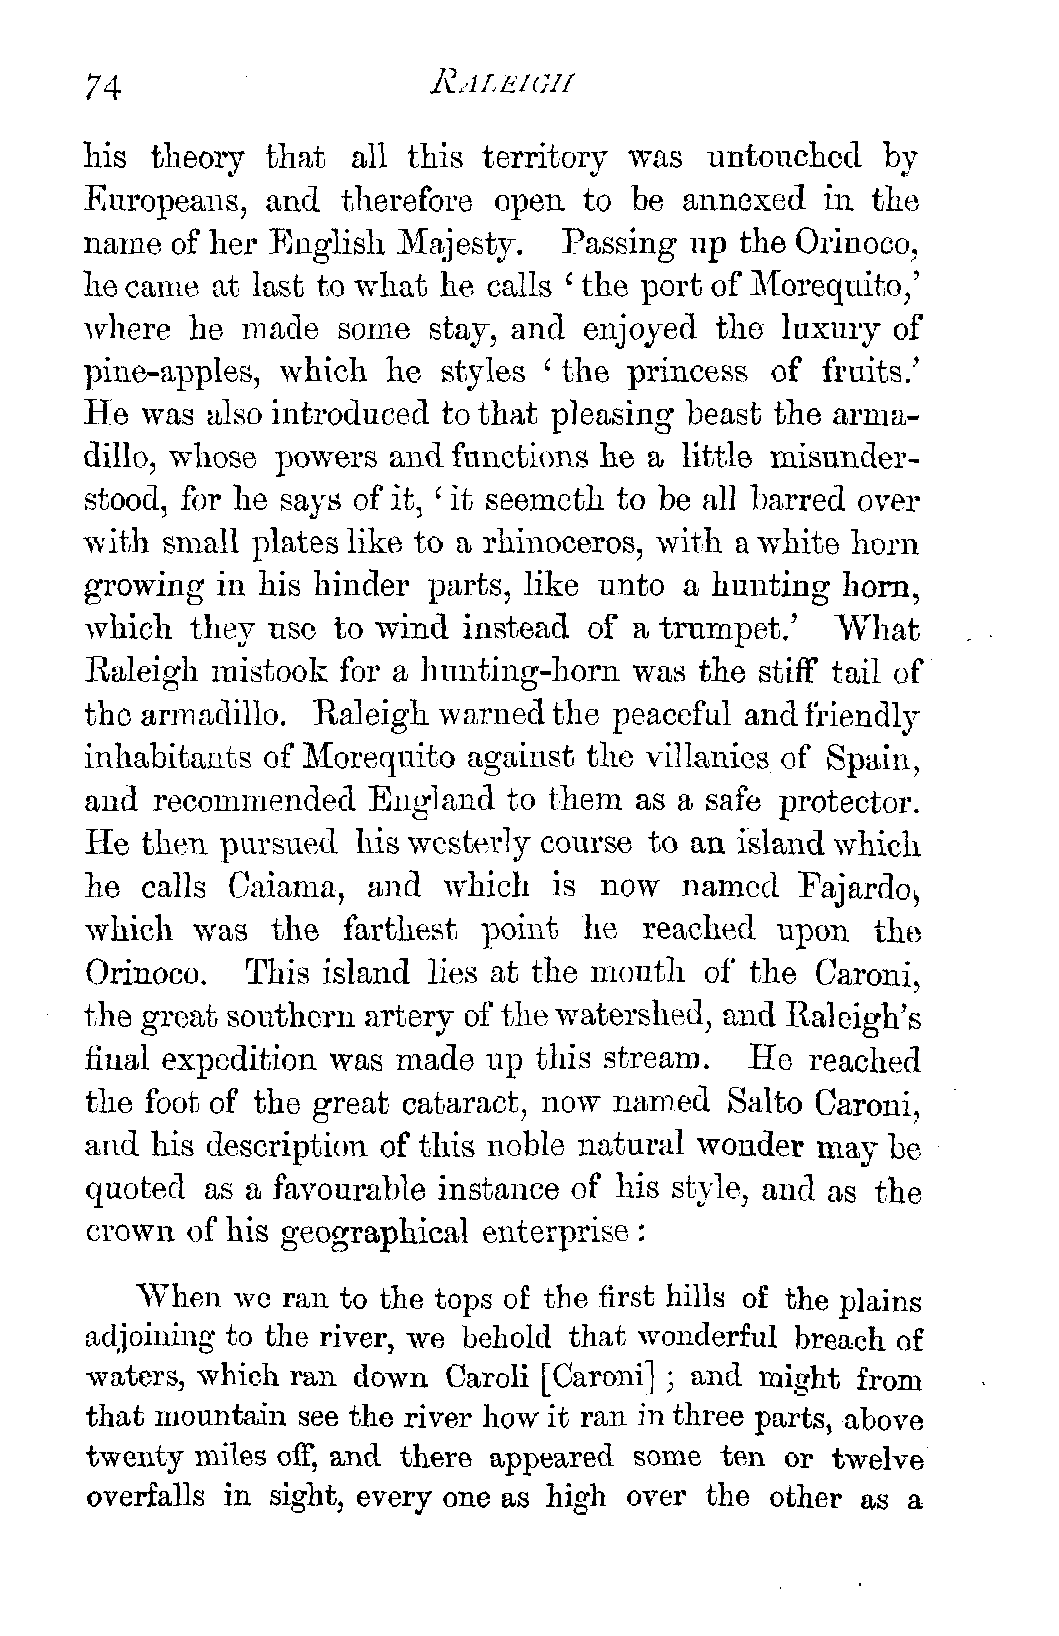 74 RALEIGH
his theory that all this territory was untouched by
Europeans, and therefore open to be annexed in the
name of her English Majesty. Passing up the Orinoco,
he came at last to what he calls ‘ the port of Morequito,’
where he made some stay, and enjoyed the luxury of
pine-apples, which he styles ‘ the princess of fruits.’
He was also introduced to that pleasing beast the arma-
dillo, whose powers and functions he a little misunder-
stood, for he says of it, ‘ it seemeth to be all barred over
with small plates like to a rhinoceros, with a white horn
growing in his hinder parts, like unto a hunting horn,
which they use to wind instead of a trumpet.’ What
Raleigh mistook for a hunting-horn was the stiff tail of
the armadillo. Raleigh warned the peaceful and friendly
inhabitants of Morequito against the villanies of Spain,
and recommended England to them as a safe protector.
He then pursued his westerly course to an island which
he calls Caiama, and which is now named Fajardo,
which was the farthest point he reached upon the
Orinoco. This island lies at the mouth of the Caroni,
the great southern artery of the watershed, and Raleigh's
final expedition was made up this stream. He reached
the foot of the great cataract, now named Salto Caroni,
and his description of this noble natural wonder may be
quoted as a favourable instance of his style, and as the
crown of his geographical enterprise :
When we ran to the tops of the first hills of the plains
adjoining to the river, we behold that wonderful breach of
waters, which ran down Caroli [Caroni] ; and might from
that mountain see the river how it ran in three parts, above
twenty miles off, and there appeared some ten or twelve
overfalls in sight, every one as high over the other as a